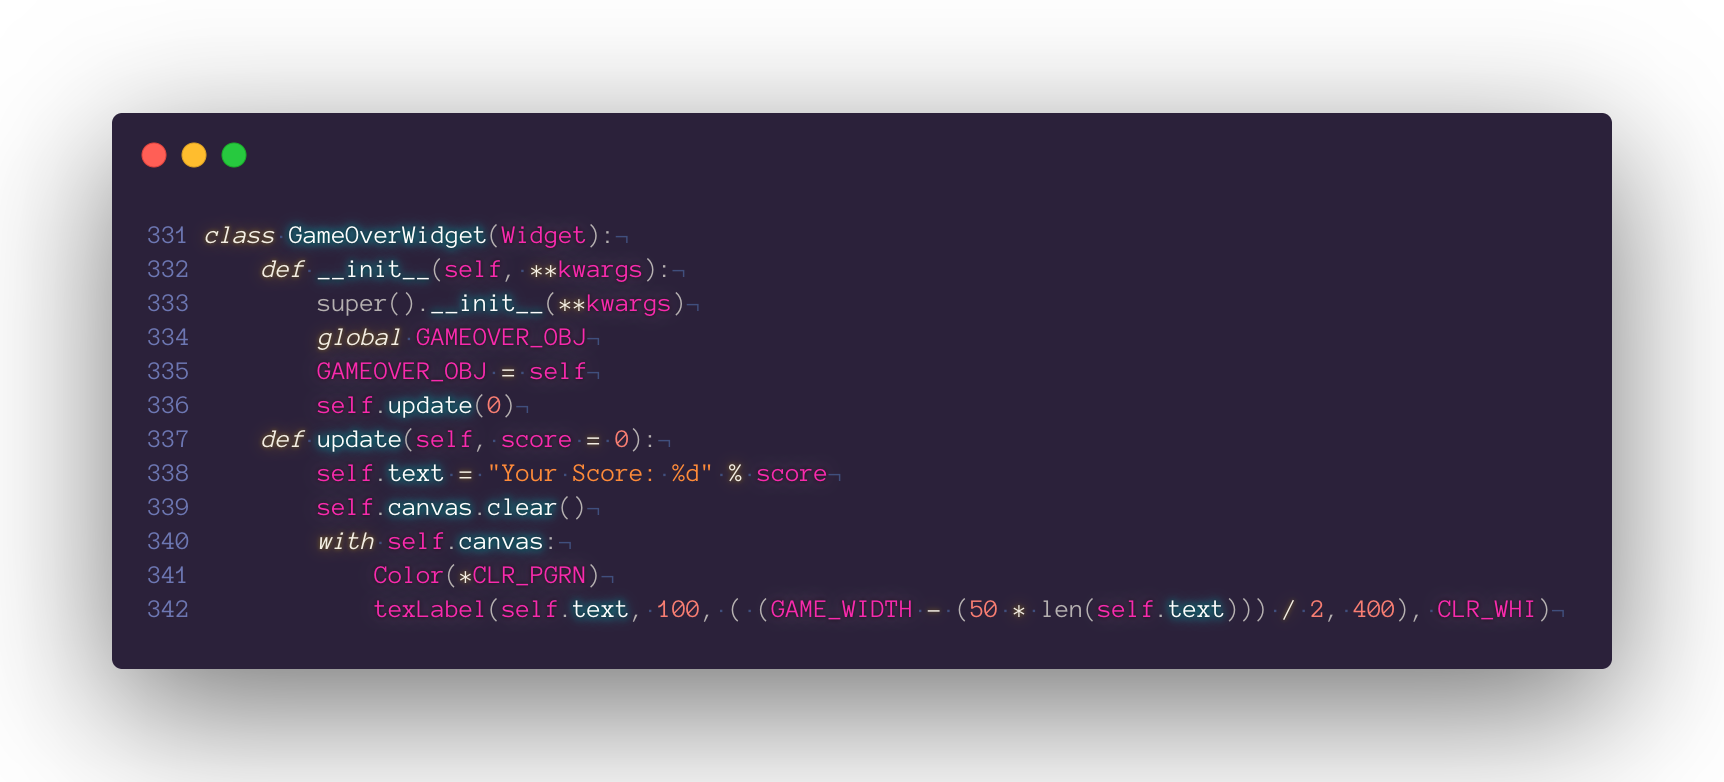 331 class GameOverWidget(Widget):¬
332     def·__init__(self,·**kwargs):¬
333         super().__init__(**kwargs)¬
334         global·GAMEOVER_OBJ¬
335         GAMEOVER_OBJ·=·self¬
336         self.update(0)¬
337     def·update(self,·score·=·0):¬
338         self.text·=·"Your·Score:·%d"·%·score¬
339         self.canvas.clear()¬
340         with·self.canvas:¬
341             Color(*CLR_PGRN)¬
342             texLabel(self.text,·100,·(·(GAME_WIDTH·-·(50·*·len(self.text)))·/·2,·400),·CLR_WHI)¬